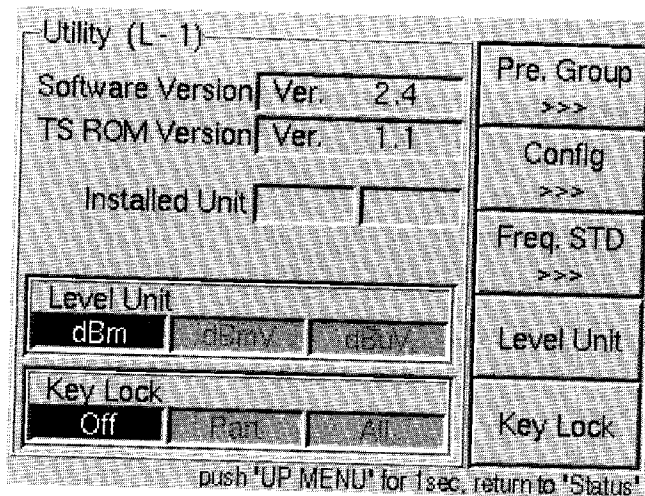 Utility (L - 1)
Software Version Ver. 2.4
TS ROM Version Ver. 1.1
Installed Unit
Level Unit
dBm dBmV dBuV
Key Lock
Off Part All
Pre. Group
>>>
Config
>>>
Freq. STD
>>>
Level Unit
Key Lock
push "UP MENU" for 1sec, return to "Status"